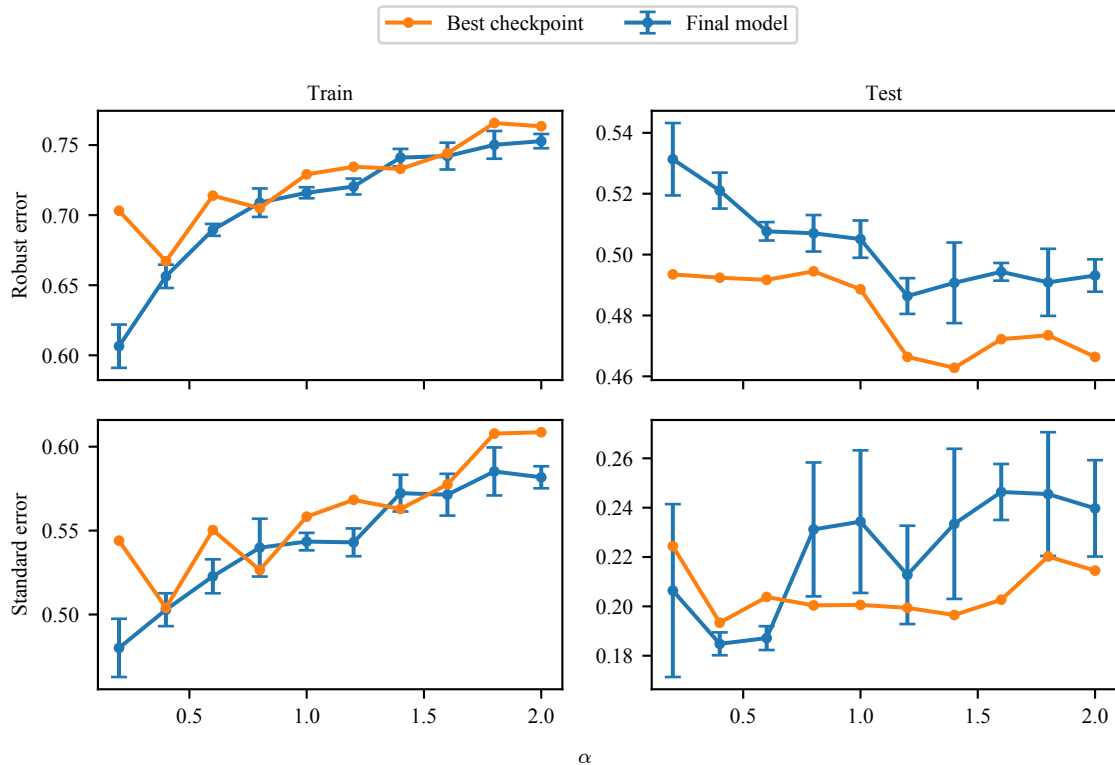 Best checkpoint Final model
Train
Test
Robust error
0.75
0.70
0.65
0.60
0.54
0.52
0.50
0.48
0.46
Standard error
0.60
0.55
0.50
0.26
0.24
0.22
0.20
0.18
0.5 1.0 1.5 2.0
0.5 1.0 1.5 2.0
α